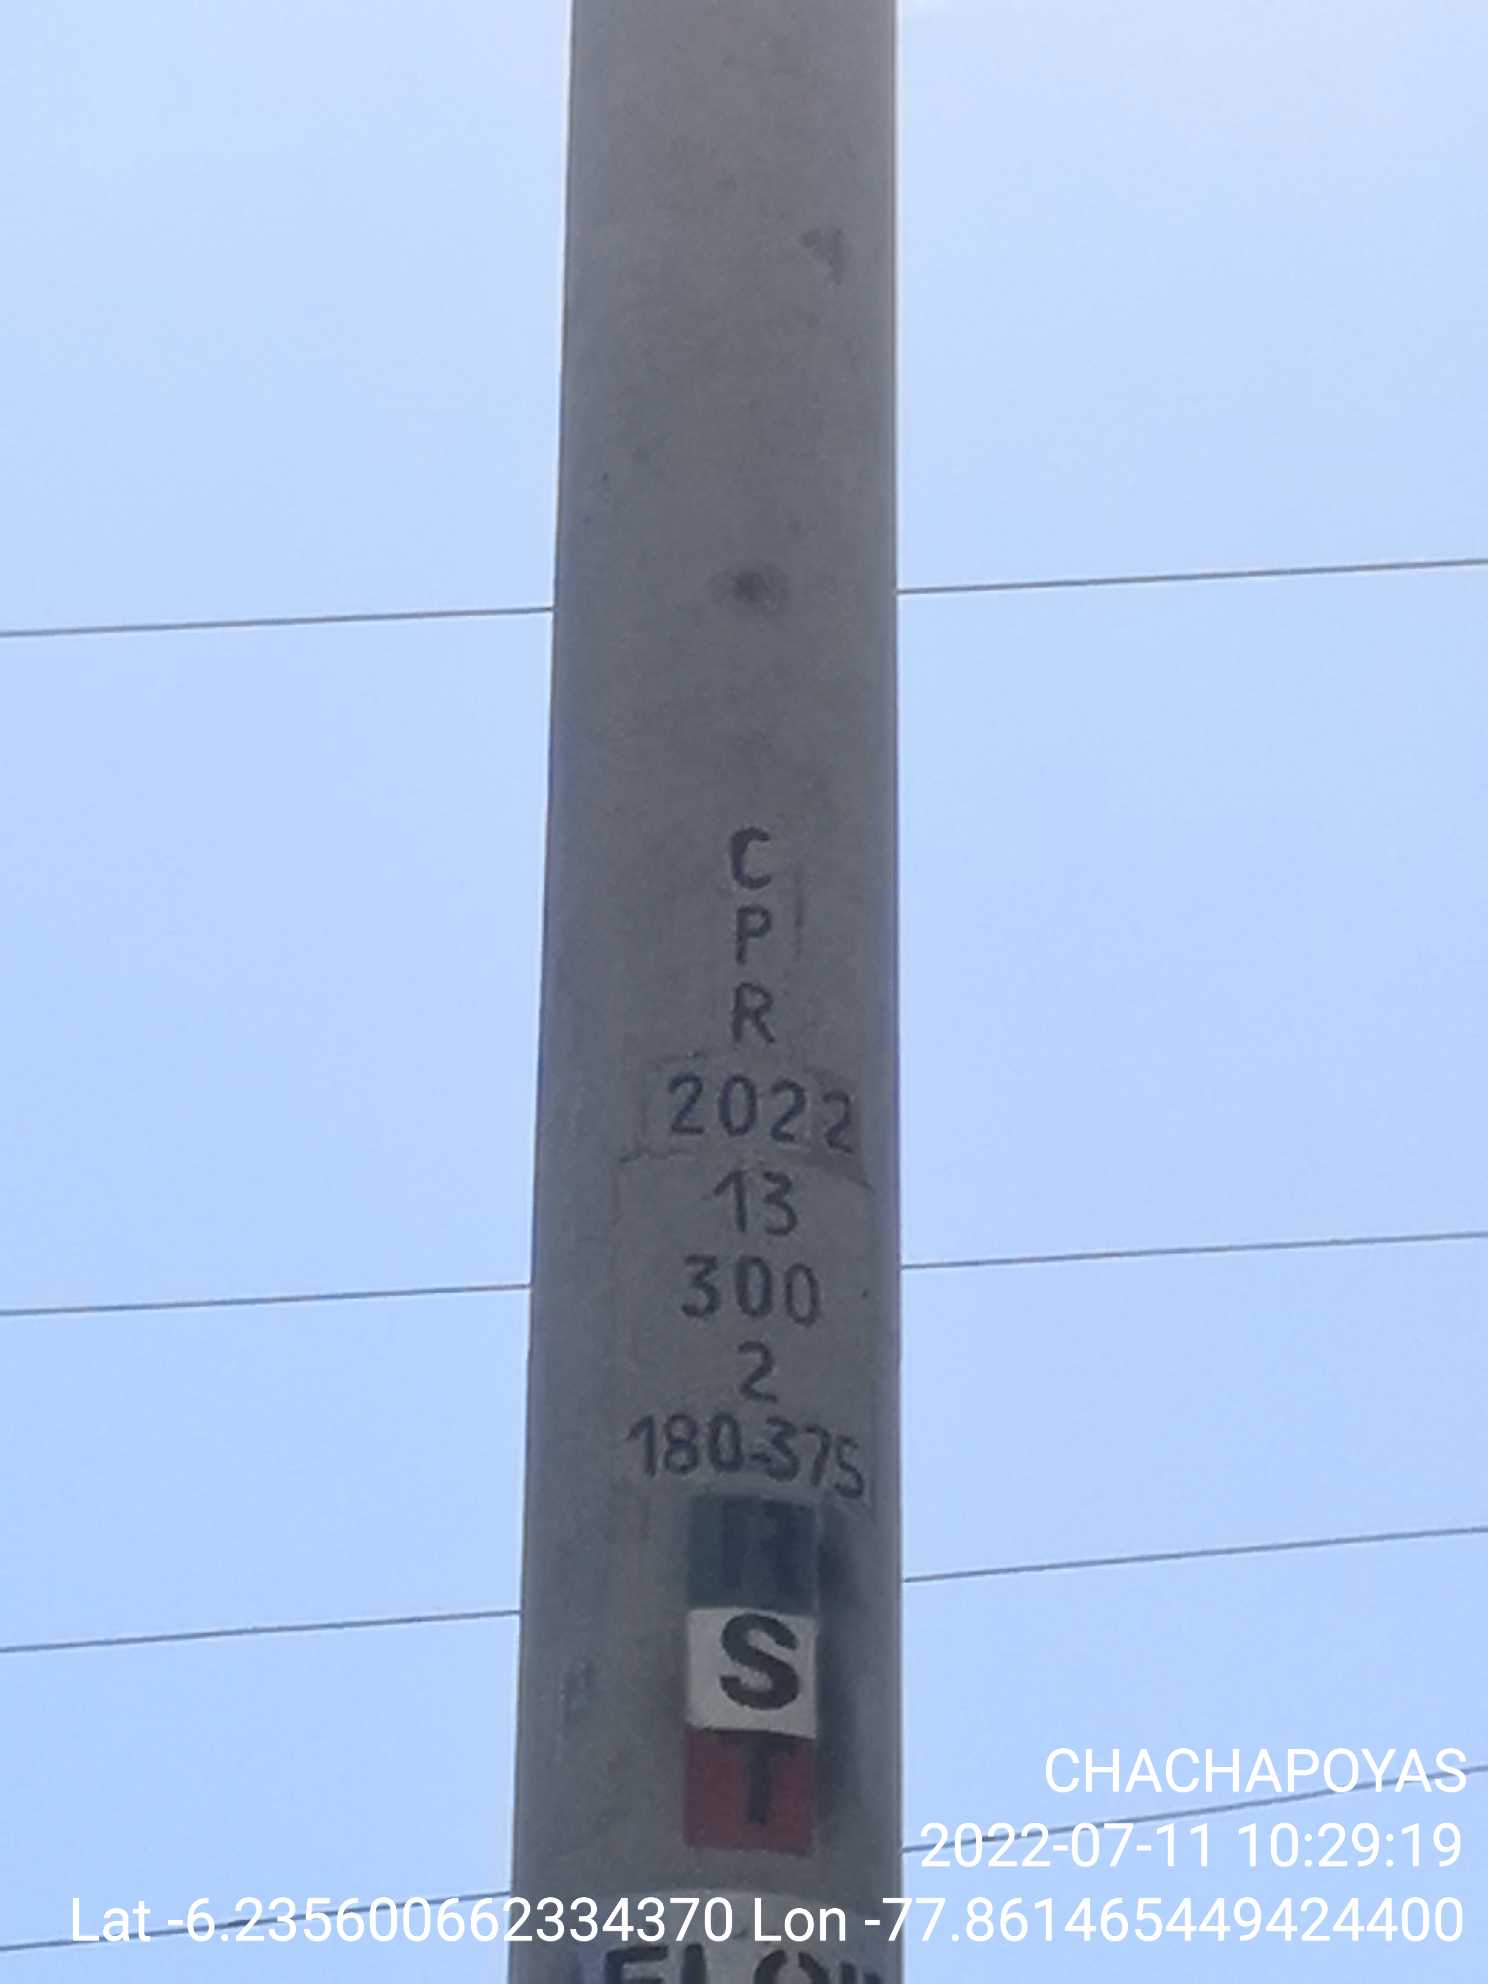 C
P
R
2022
13
300
2
180-375
R
S
T
CHACHAPOYAS
2022-07-11 10:29:19
Lat -6.235600662334370 Lon -77.861465449424400